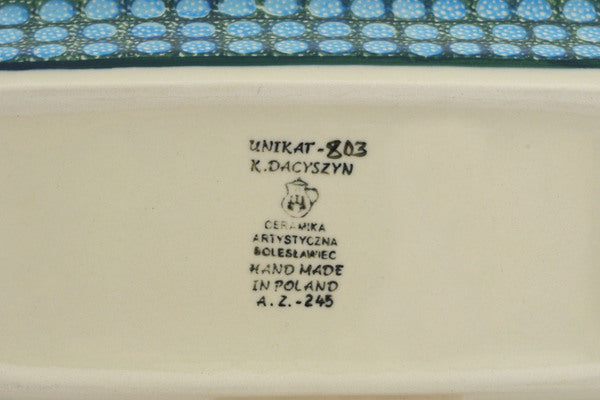 UNIKAT-803
K. DACYSZYN
CERAMIKA
ARTYSTYCZNA
BOLESŁAWIEC
HAND MADE
IN POLAND
A.Z.-245